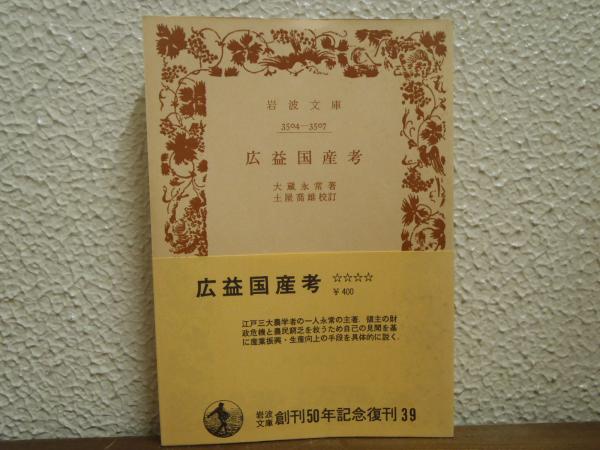 岩波文庫
3504—3507
広益国産考
大蔵永常著
土屋喬雄校訂
広益国産考 ☆☆☆☆
￥400
江戸三大農学者の一人永常の主著．領主の財
政危機と農民窮乏を救うため自己の見聞を基
に産業振興・生産向上の手段を具体的に説く．
岩波
文庫 創刊50年記念復刊 39